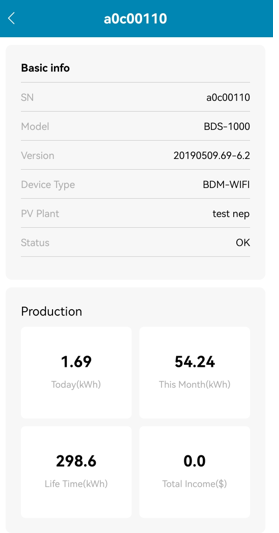 a0c00110
Basic info
SN a0c00110
Model BDS-1000
Version 20190509.69-6.2
Device Type BDM-WIFI
PV Plant test nep
Status OK
Production
1.69 54.24
Today(kWh) This Month(kWh)
298.6 0.0
Life Time(kWh) Total Income($)